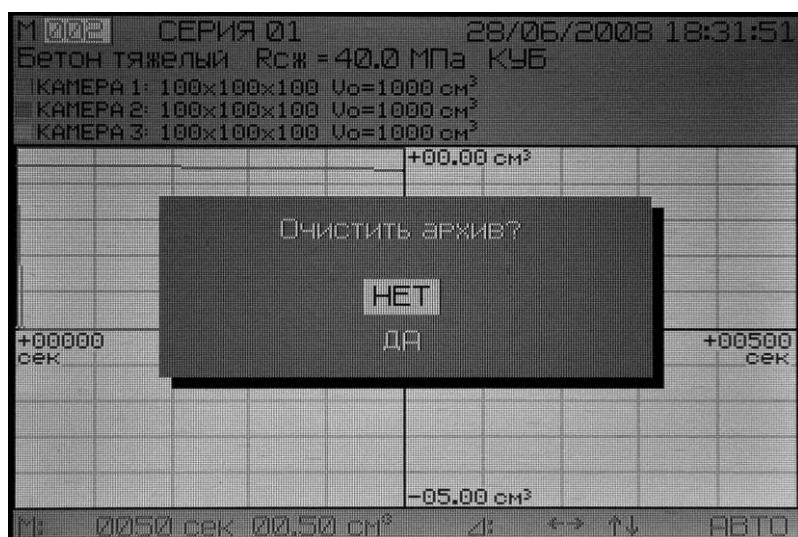 М 002 СЕРИЯ 01 28/06/2008 18:31:51
Бетон тяжелый Rсж = 40.0 МПа КУБ
КАМЕРА 1: 100×100×100 Vo=1000 см³
КАМЕРА 2: 100×100×100 Vo=1000 см³
КАМЕРА 3: 100×100×100 Vo=1000 см³
+00.00 см³
Очистить архив?
НЕТ
ДА
+00000 сек
+00500 сек
-05.00 см³
М: 0050 сек 00.50 см³ ⊿: ←→ ↑↓ АВТО